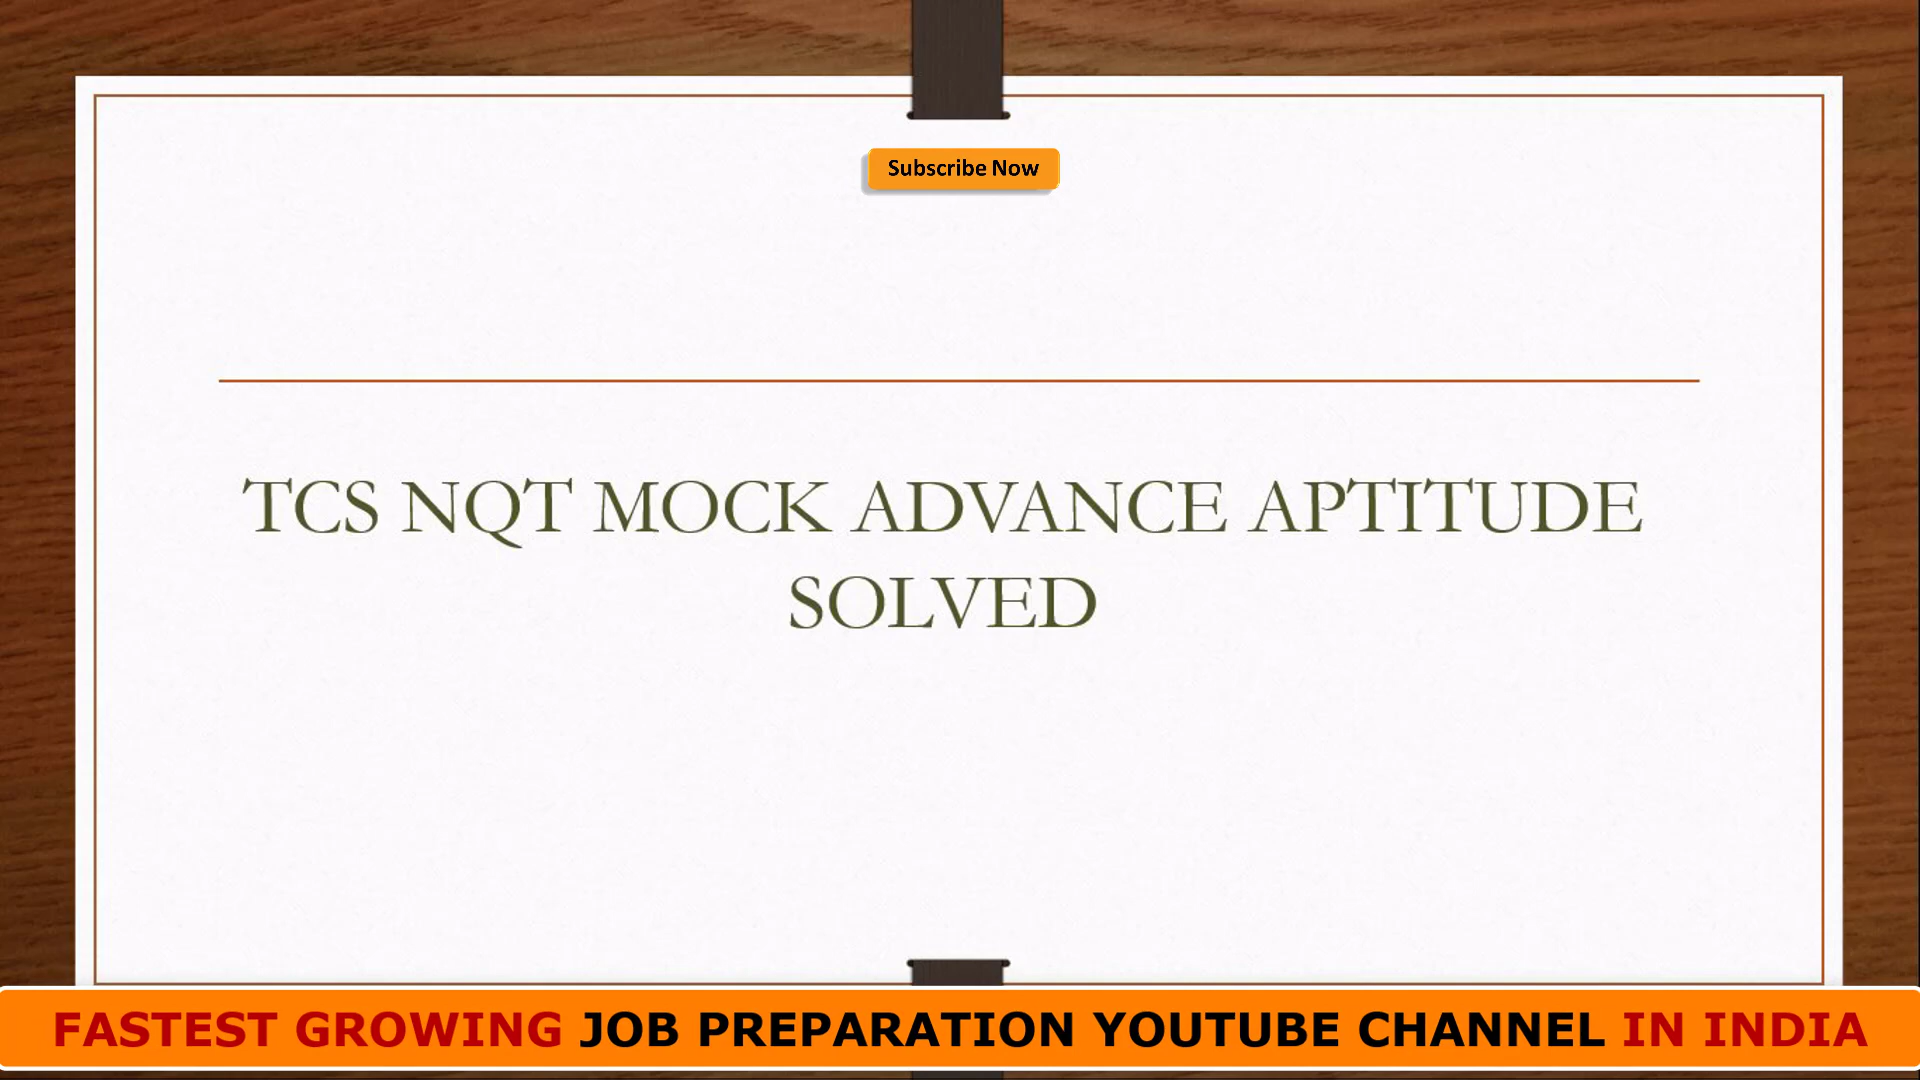 Subscribe Now
TCS NQT MOCK ADVANCE APTITUDE
SOLVED
FASTEST GROWING JOB PREPARATION YOUTUBE CHANNEL IN INDIA